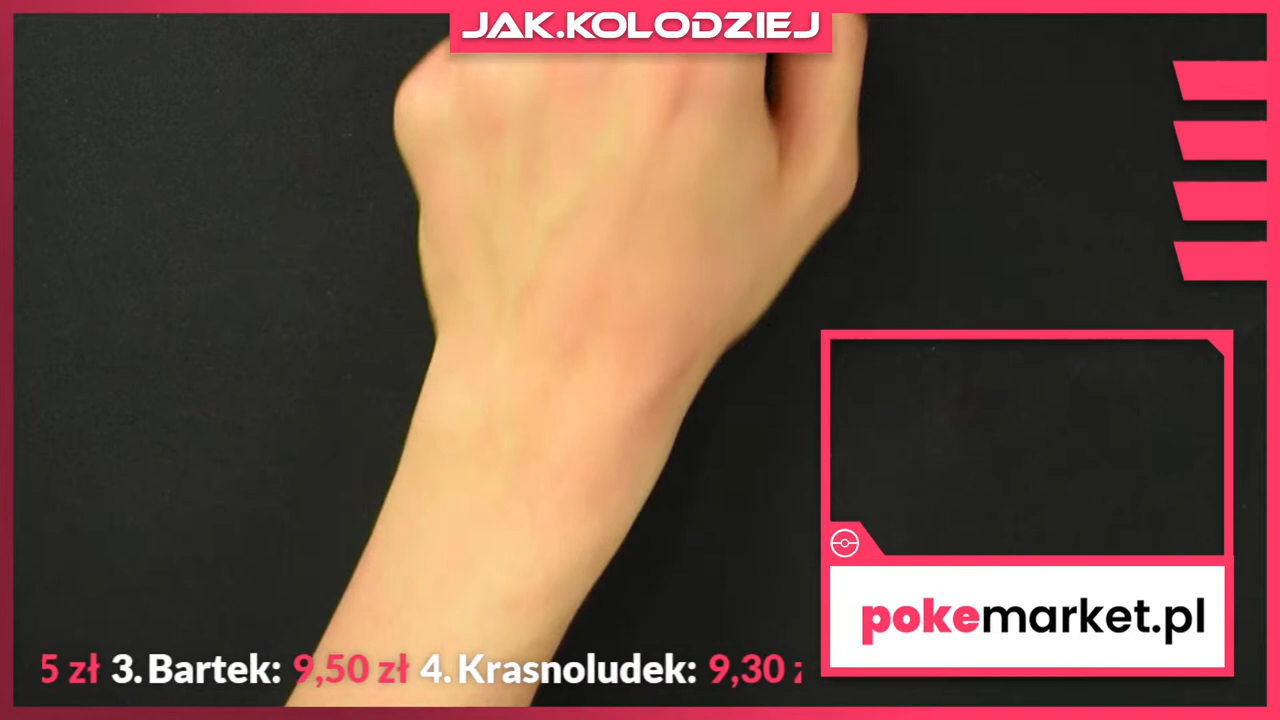 JAK.KOLODZIEJ
pokemarket.pl
5 zł 3. Bartek: 9,50 zł 4. Krasnoludek: 9,30